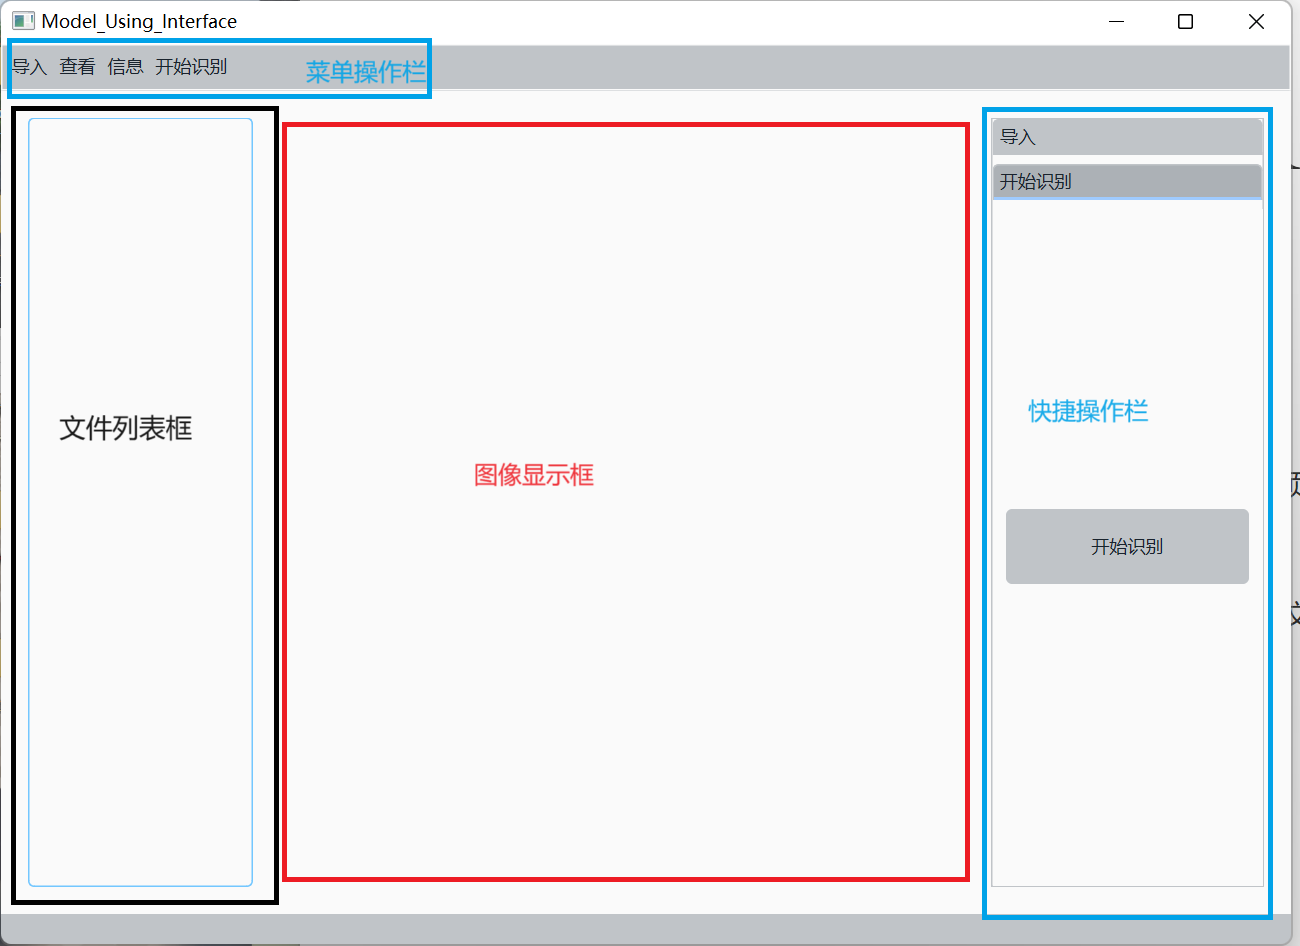 Model_Using_Interface
导入 查看 信息 开始识别
菜单操作栏
文件列表框
图像显示框
导入
开始识别
快捷操作栏
开始识别